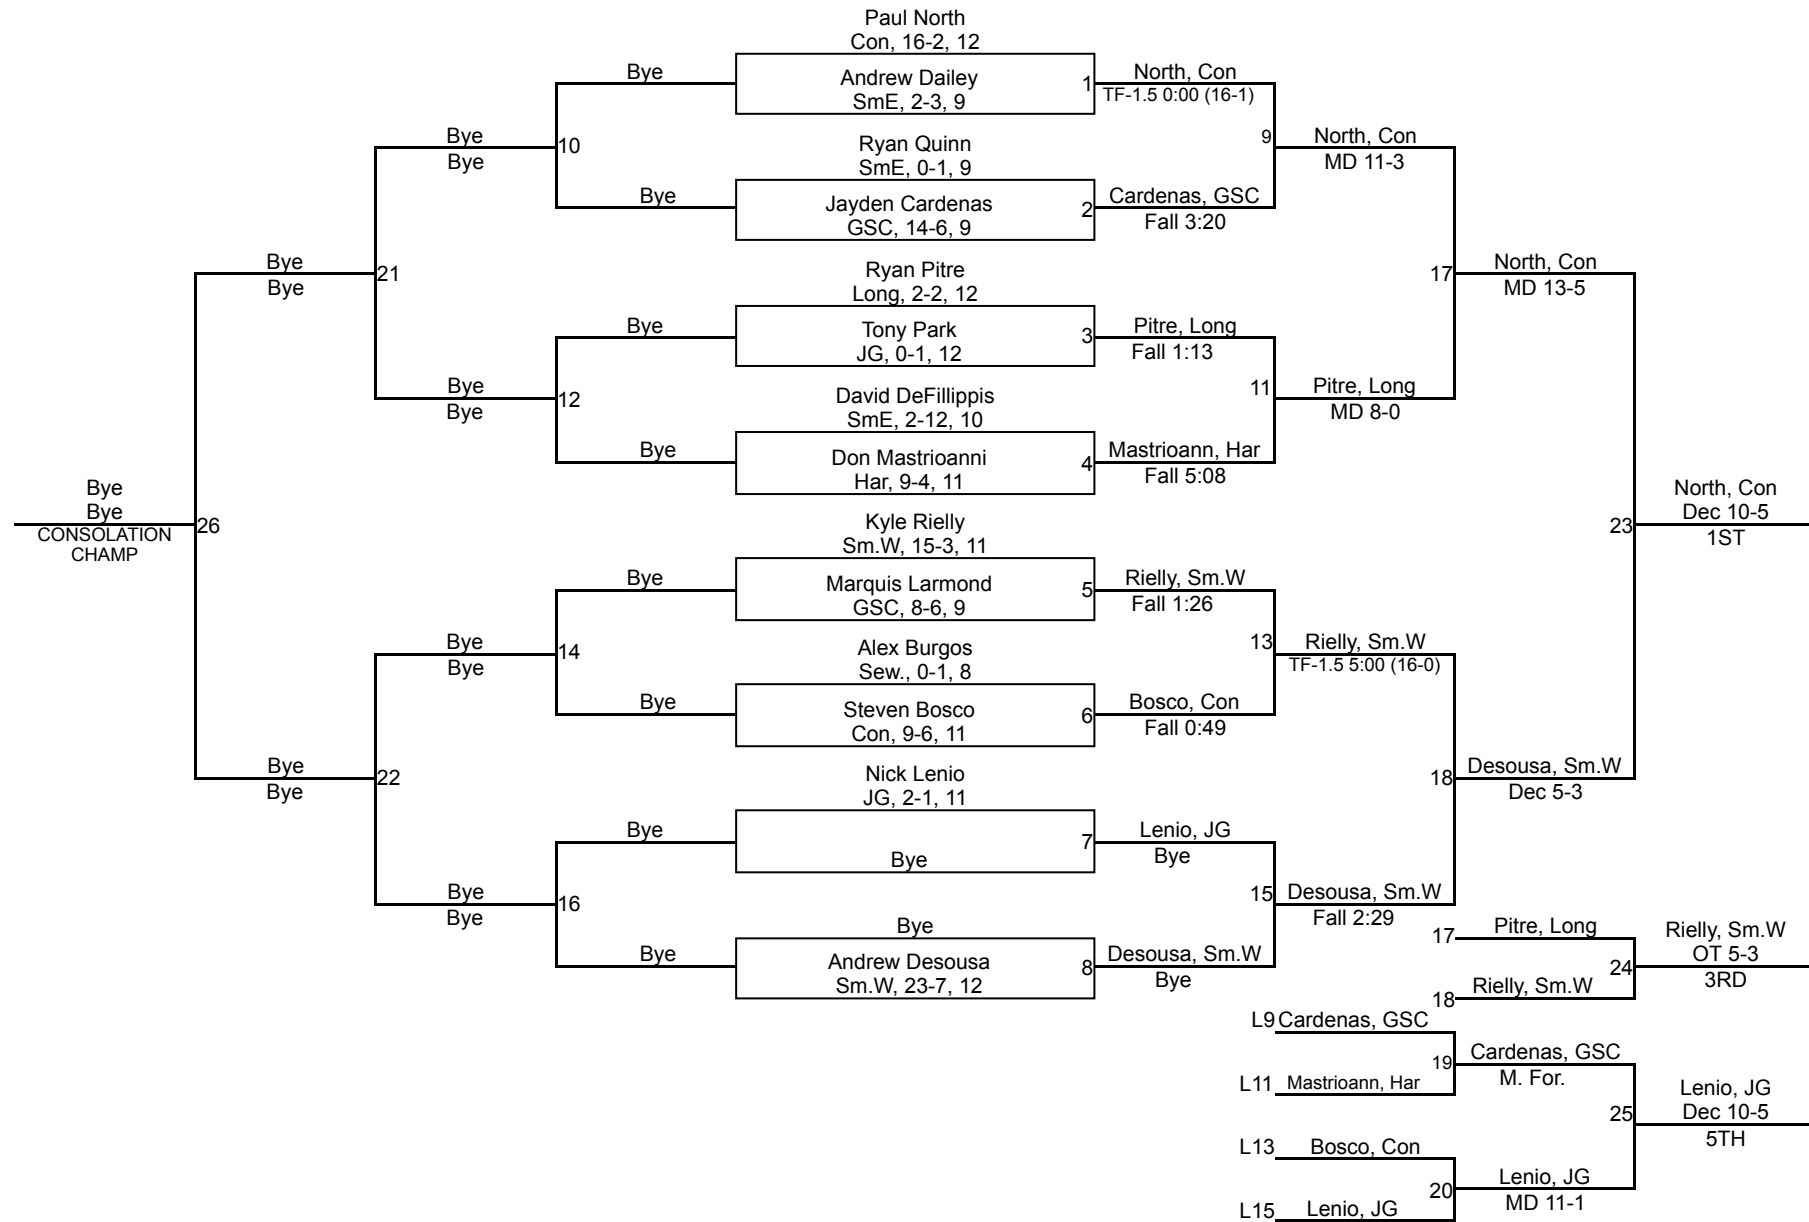 Paul North
Con, 16-2, 12
Bye
Andrew Dailey
SmE, 2-3, 9
1
North, Con
TF-1.5 0:00 (16-1)
Bye
Bye
10
Ryan Quinn
SmE, 0-1, 9
9
North, Con
MD 11-3
Bye
Jayden Cardenas
GSC, 14-6, 9
2
Cardenas, GSC
Fall 3:20
Bye
Bye
21
Ryan Pitre
Long, 2-2, 12
17
North, Con
MD 13-5
Bye
Tony Park
JG, 0-1, 12
3
Pitre, Long
Fall 1:13
Bye
Bye
12
David DeFillippis
SmE, 2-12, 10
11
Pitre, Long
MD 8-0
Bye
Don Mastrioanni
Har, 9-4, 11
4
Mastrioann, Har
Fall 5:08
Bye
Bye
CONSOLATION
CHAMP
26
Kyle Rielly
Sm.W, 15-3, 11
23
North, Con
Dec 10-5
1ST
Bye
Marquis Larmond
GSC, 8-6, 9
5
Rielly, Sm.W
Fall 1:26
Bye
Bye
14
Alex Burgos
Sew., 0-1, 8
13
Rielly, Sm.W
TF-1.5 5:00 (16-0)
Bye
Steven Bosco
Con, 9-6, 11
6
Bosco, Con
Fall 0:49
Bye
Bye
22
Nick Lenio
JG, 2-1, 11
18
Desousa, Sm.W
Dec 5-3
Bye
Bye
7
Lenio, JG
Bye
Bye
Bye
16
Bye
15
Desousa, Sm.W
Fall 2:29
Bye
Andrew Desousa
Sm.W, 23-7, 12
8
Desousa, Sm.W
Bye
17
Pitre, Long
24
Rielly, Sm.W
OT 5-3
3RD
18
Rielly, Sm.W
L9
Cardenas, GSC
19
Cardenas, GSC
M. For.
L11
Mastrioann, Har
25
Lenio, JG
Dec 10-5
5TH
L13
Bosco, Con
20
Lenio, JG
MD 11-1
L15
Lenio, JG